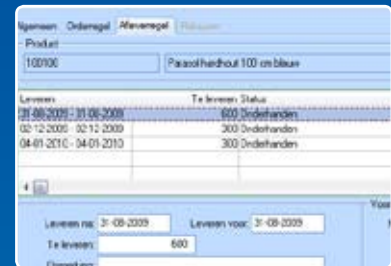 Algemeen Orderregel Afleverregel
Product
100100 Parasol hardhout 100 cm blauw
Leveren Te leveren Status
31-08-2009 - 31-08-2009 600 Onderhanden
02-12-2009 - 02-12-2009 300 Onderhanden
04-01-2010 - 04-01-2010 300 Onderhanden
Leveren na: 31-08-2009 Leveren voor: 31-08-2009
Te leveren: 600